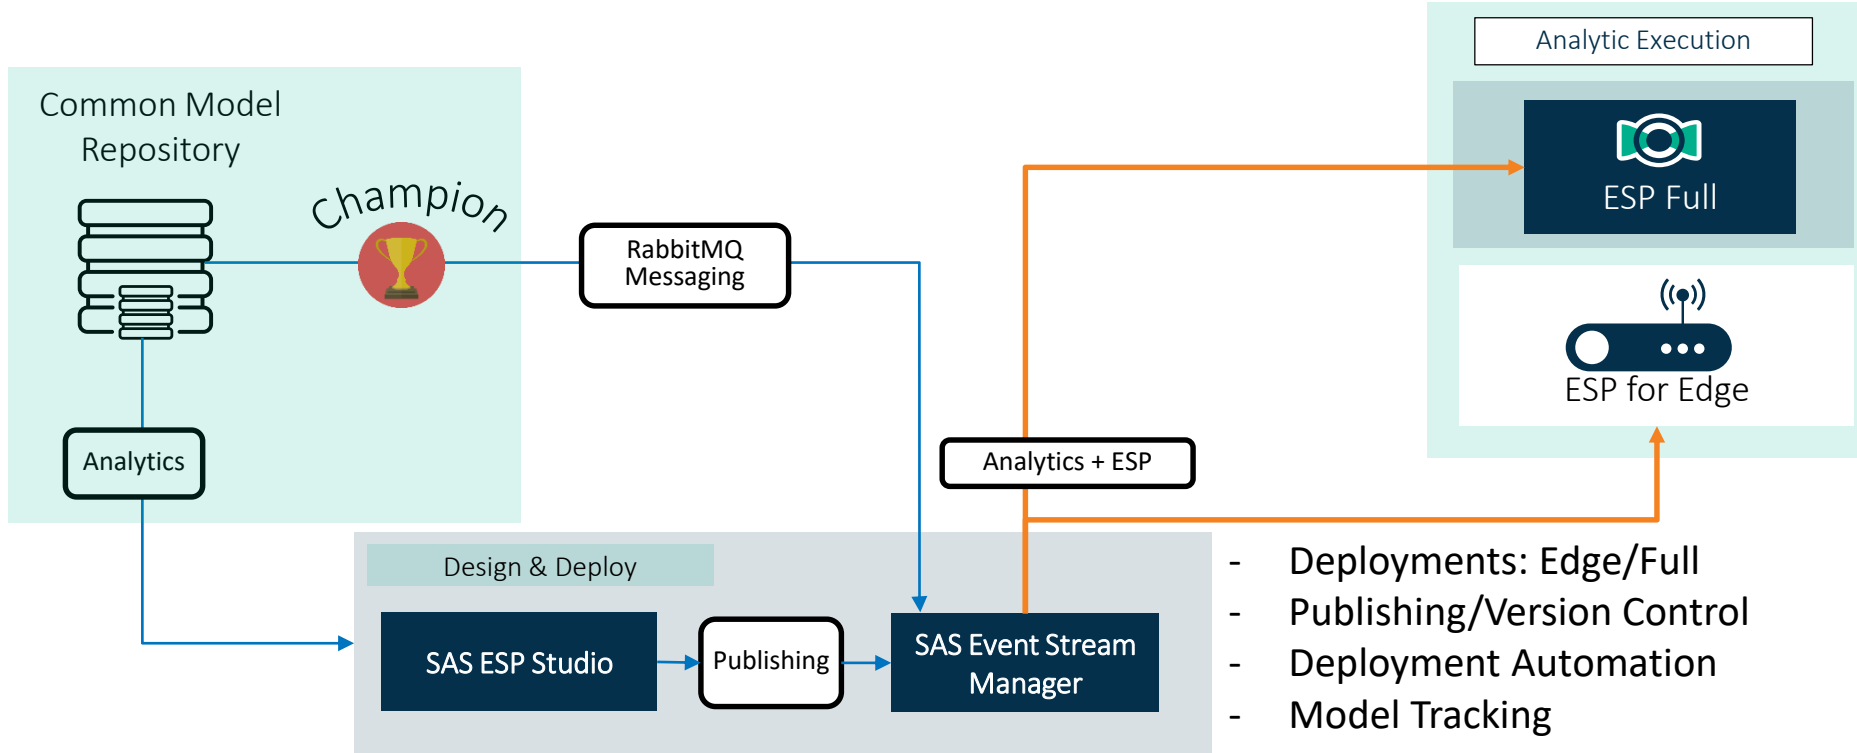 Common Model
Repository
Champion
RabbitMQ
Messaging
Analytics
Analytic Execution
ESP Full
ESP for Edge
Analytics + ESP
Design & Deploy
SAS ESP Studio
Publishing
SAS Event Stream
Manager
- Deployments: Edge/Full
- Publishing/Version Control
- Deployment Automation
- Model Tracking